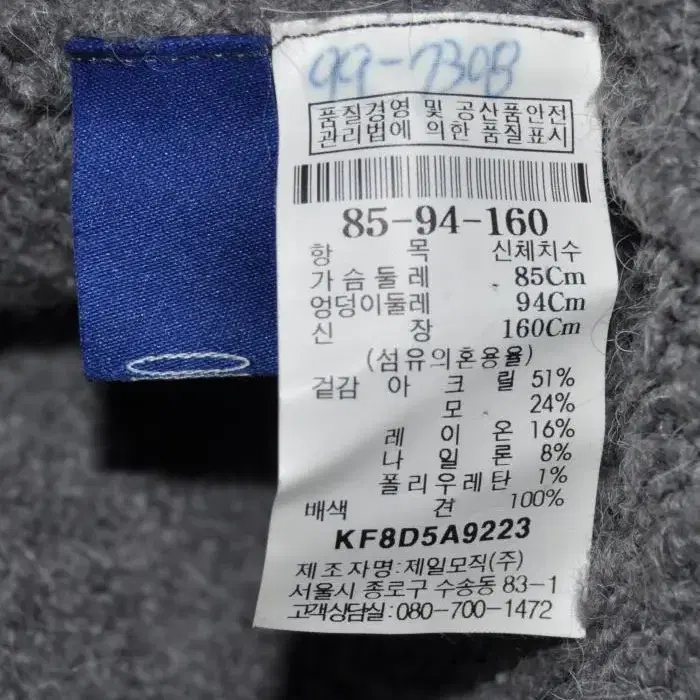 99-7398
품질경영 및 공산품안전
관리법에 의한 품질표시
85-94-160
항 목 신체치수
가슴둘레 85Cm
엉덩이둘레 94Cm
신 장 160Cm
(섬유의혼용율)
겉감 아 크 릴 51%
모 24%
레 이 온 16%
나 일 론 8%
폴리우레탄 1%
배색 견 100%
KF8D5A9223
제조자명:제일모직(주)
서울시 종로구 수송동 83-1
고객상담실:080-700-1472